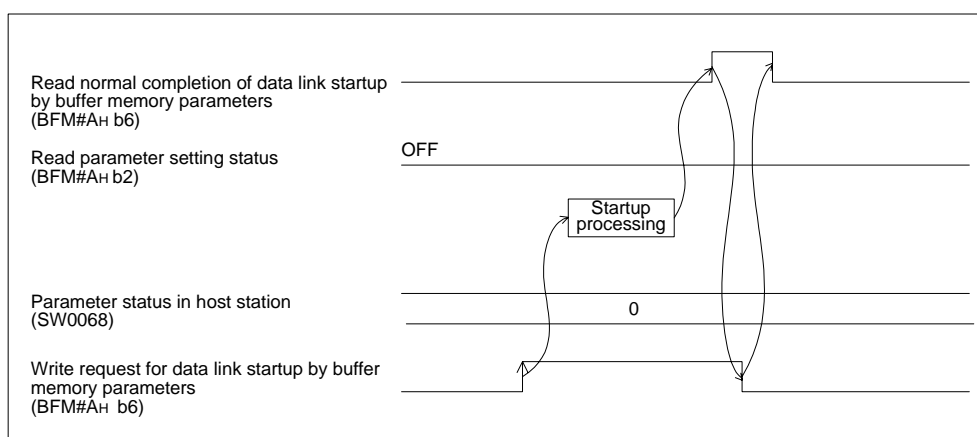 Read normal completion of data link startup
by buffer memory parameters
(BFM#AH b6)
OFF
Read parameter setting status
(BFM#AH b2)
Startup
processing
Parameter status in host station
(SW0068)
0
Write request for data link startup by buffer
memory parameters
(BFM#AH b6)